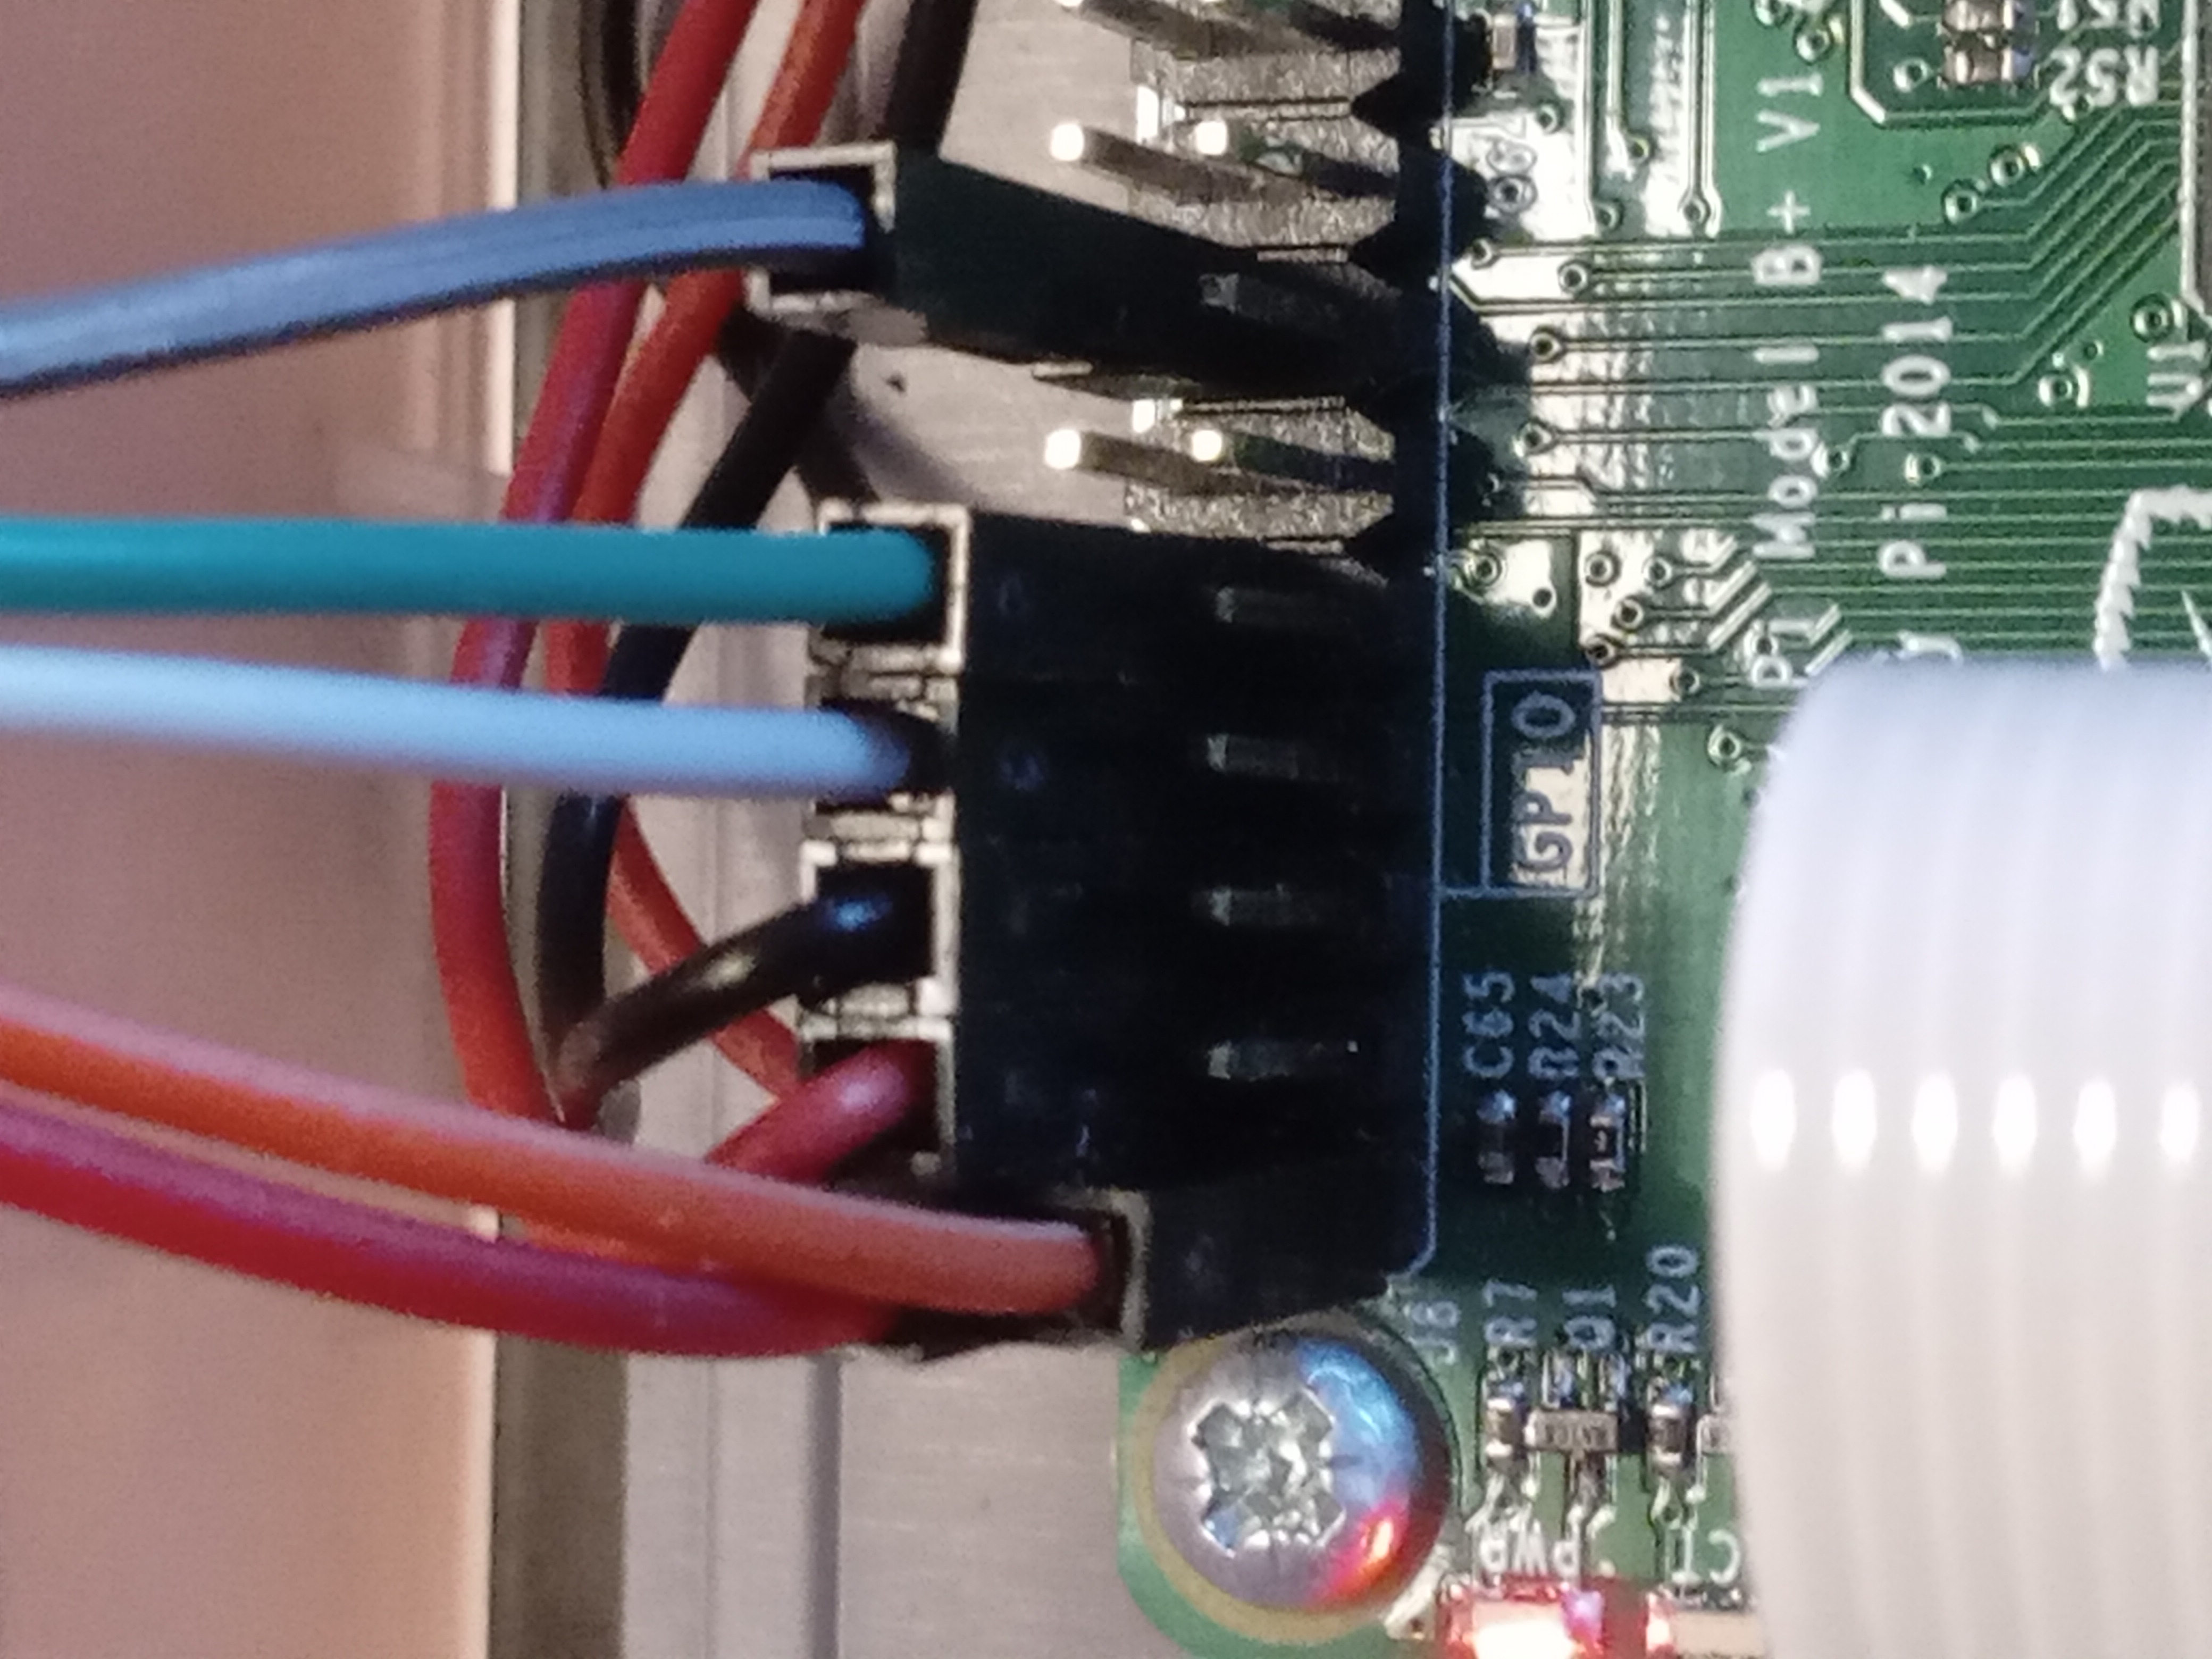 J8
PWR
R7
C65
R24
Q1
R23
GPIO
R20
Pi Model B+ V1
y Pi 2014
R52
U1